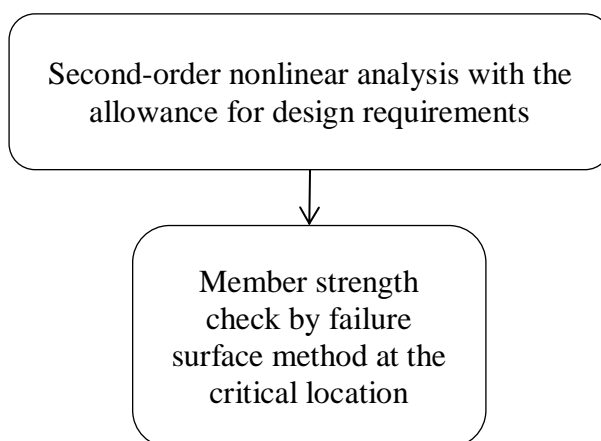 Second-order nonlinear analysis with the
allowance for design requirements
Member strength
check by failure
surface method at the
critical location